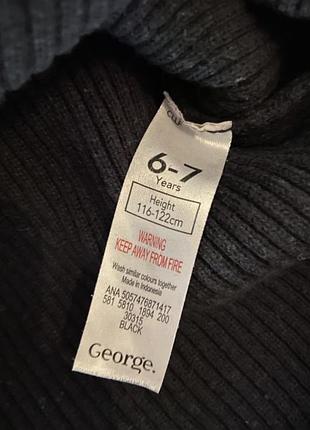 6-7
Years
Height
116-122cm
WARNING
KEEP AWAY FROM FIRE
Wash similar colours together
Made in Indonesia
ANA 5057476871417
581 5810 1894 200
30315
BLACK
George.